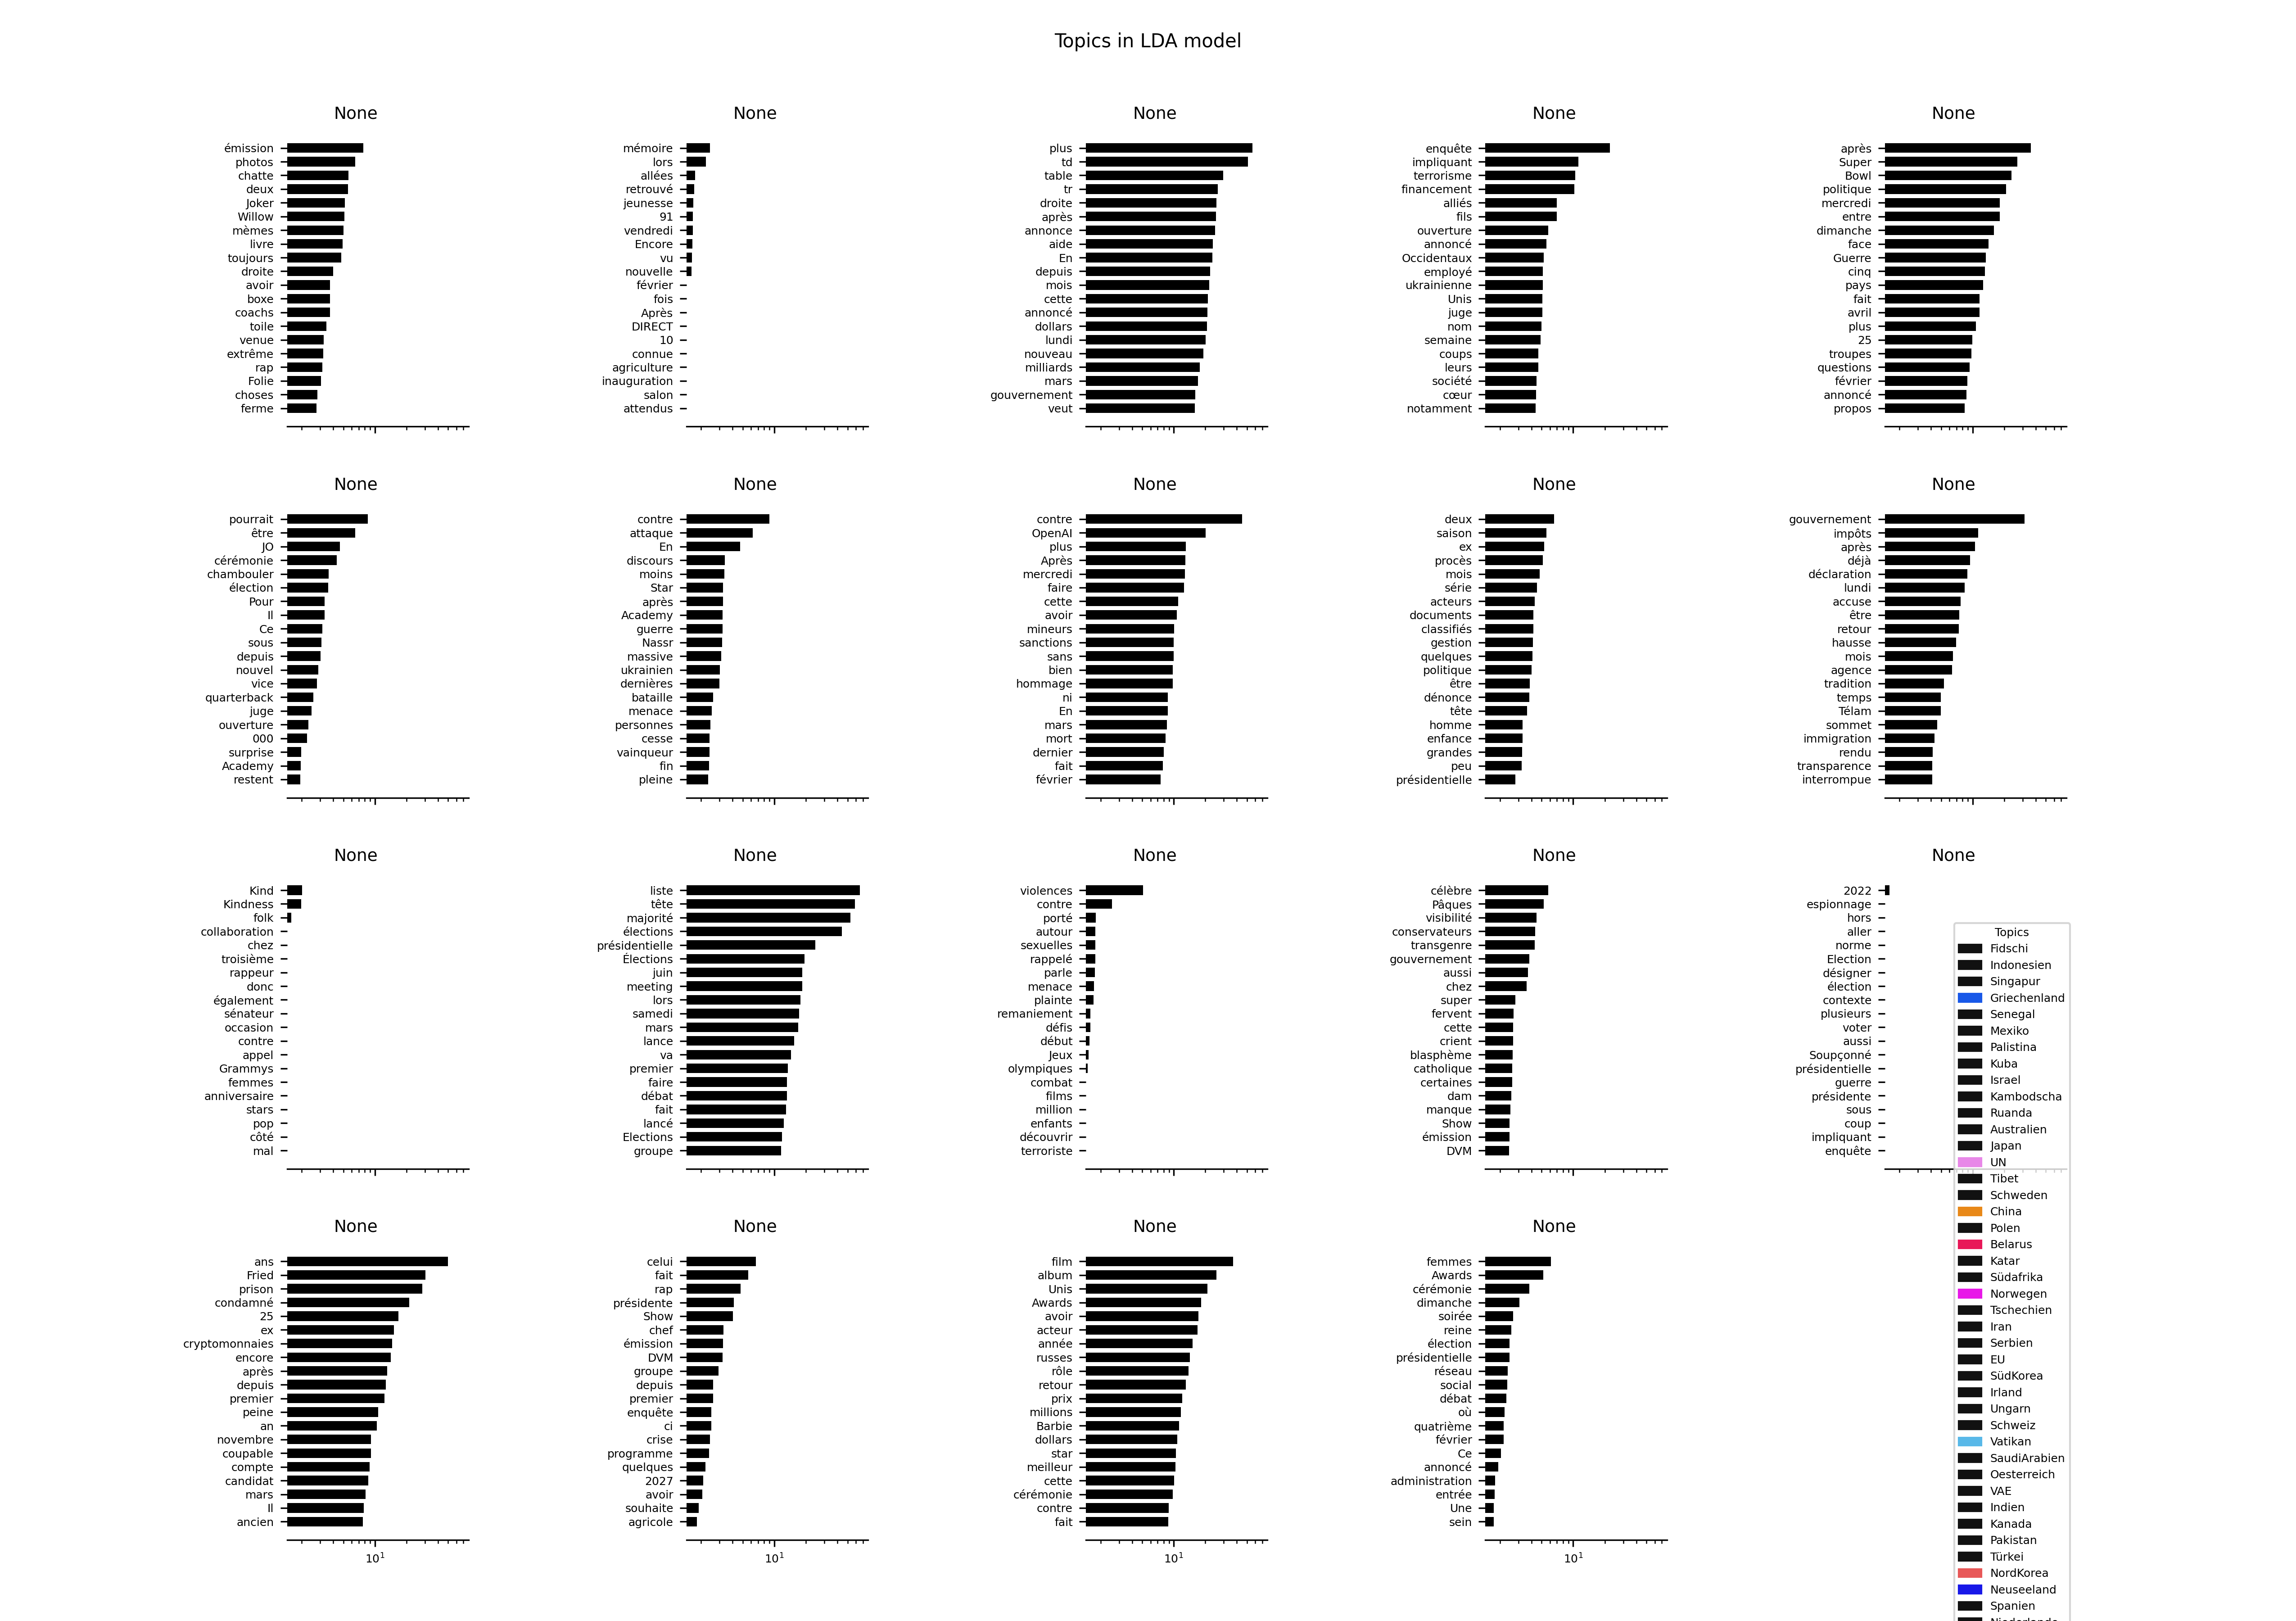 Topics in LDA model
None
émission
photos
chatte
deux
Joker
Willow
mèmes
livre
toujours
droite
avoir
boxe
coachs
toile
venue
extrême
rap
Folie
choses
ferme
None
mémoire
lors
allées
retrouvé
jeunesse
91
vendredi
Encore
vu
nouvelle
février
fois
Après
DIRECT
10
connue
agriculture
inauguration
salon
attendus
None
plus
td
table
tr
droite
après
annonce
aide
En
depuis
mois
cette
annoncé
dollars
lundi
nouveau
milliards
mars
gouvernement
veut
None
enquête
impliquant
terrorisme
financement
alliés
fils
ouverture
annoncé
Occidentaux
employé
ukrainienne
Unis
juge
nom
semaine
coups
leurs
société
cœur
notamment
None
après
Super
Bowl
politique
mercredi
entre
dimanche
face
Guerre
cinq
pays
fait
avril
plus
25
troupes
questions
février
annoncé
propos
None
pourrait
être
JO
cérémonie
chambouler
élection
Pour
Il
Ce
sous
depuis
nouvel
vice
quarterback
juge
ouverture
000
surprise
Academy
restent
None
contre
attaque
En
discours
moins
Star
après
Academy
guerre
Nassr
massive
ukrainien
dernières
bataille
menace
personnes
cesse
vainqueur
fin
pleine
None
contre
OpenAI
plus
Après
mercredi
faire
cette
avoir
mineurs
sanctions
sans
bien
hommage
ni
En
mars
mort
dernier
fait
février
None
deux
saison
ex
procès
mois
série
acteurs
documents
classifiés
gestion
quelques
politique
être
dénonce
tête
homme
enfance
grandes
peu
présidentielle
None
gouvernement
impôts
après
déjà
déclaration
lundi
accuse
être
retour
hausse
mois
agence
tradition
temps
Télam
sommet
immigration
rendu
transparence
interrompue
None
Kind
Kindness
folk
collaboration
chez
troisième
rappeur
donc
également
sénateur
occasion
contre
appel
Grammys
femmes
anniversaire
stars
pop
côté
mal
None
liste
tête
majorité
élections
présidentielle
Élections
juin
meeting
lors
samedi
mars
lance
va
premier
faire
débat
fait
lancé
Elections
groupe
None
violences
contre
porté
autour
sexuelles
rappelé
parle
menace
plainte
remaniement
défis
début
Jeux
olympiques
combat
films
million
enfants
découvrir
terroriste
None
célèbre
Pâques
visibilité
conservateurs
transgenre
gouvernement
aussi
chez
super
fervent
cette
crient
blasphème
catholique
certaines
dam
manque
Show
émission
DVM
None
2022
espionnage
hors
aller
norme
Election
désigner
élection
contexte
plusieurs
voter
aussi
Soupçonné
présidentielle
guerre
présidente
sous
coup
impliquant
enquête
None
ans
Fried
prison
condamné
25
ex
cryptomonnaies
encore
après
depuis
premier
peine
an
novembre
coupable
compte
candidat
mars
Il
ancien
10¹
None
celui
fait
rap
présidente
Show
chef
émission
DVM
groupe
depuis
premier
enquête
ci
crise
programme
quelques
2027
avoir
souhaite
agricole
10¹
None
film
album
Unis
Awards
avoir
acteur
année
russes
rôle
retour
prix
millions
Barbie
dollars
star
meilleur
cette
cérémonie
contre
fait
10¹
None
femmes
Awards
cérémonie
dimanche
soirée
reine
élection
présidentielle
réseau
social
débat
où
quatrième
février
Ce
annoncé
administration
entrée
Une
sein
10¹
Topics
Fidschi
Indonesien
Singapur
Griechenland
Senegal
Mexiko
Palistina
Kuba
Israel
Kambodscha
Ruanda
Australien
Japan
UN
Tibet
Schweden
China
Polen
Belarus
Katar
Südafrika
Norwegen
Tschechien
Iran
Serbien
EU
SüdKorea
Irland
Ungarn
Schweiz
Vatikan
SaudiArabien
Oesterreich
VAE
Indien
Kanada
Pakistan
Türkei
NordKorea
Neuseeland
Spanien